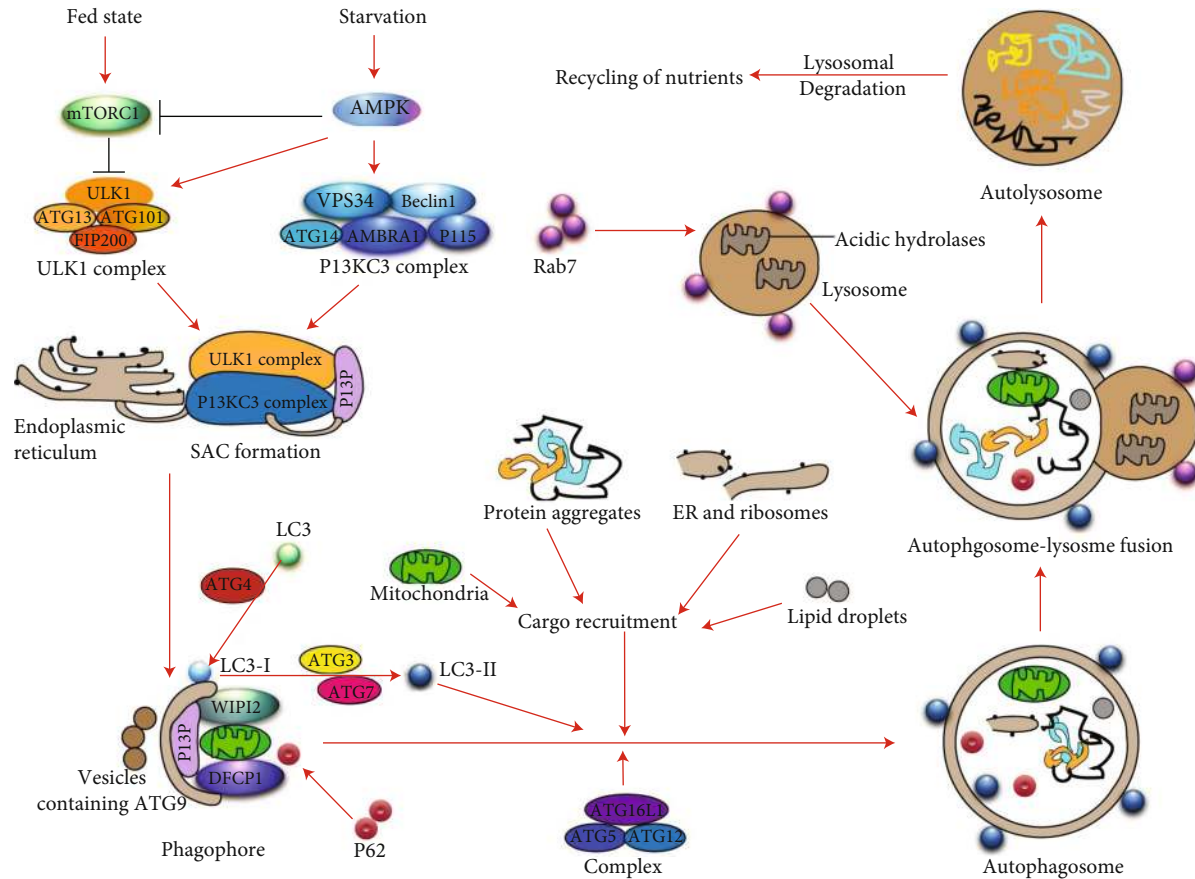 Fed state
Starvation
mTORC1
AMPK
Recycling of nutrients
Lysosomal
Degradation
Autolysosome
ULK1
ATG13
ATG101
FIP200
ULK1 complex
VPS34
Beclin1
ATG14
AMBRA1
P115
P13KC3 complex
Rab7
Acidic hydrolases
Lysosome
ULK1 complex
P13KC3 complex
P13P
Endoplasmic
reticulum
SAC formation
Protein aggregates
ER and ribosomes
Autophgosome-lysosme fusion
LC3
ATG4
Mitochondria
Cargo recruitment
Lipid droplets
LC3-I
ATG3
ATG7
LC3-II
WIPI2
P13P
DFCP1
Vesicles
containing ATG9
Phagophore
P62
ATG16L1
ATG5
ATG12
Complex
Autophagosome